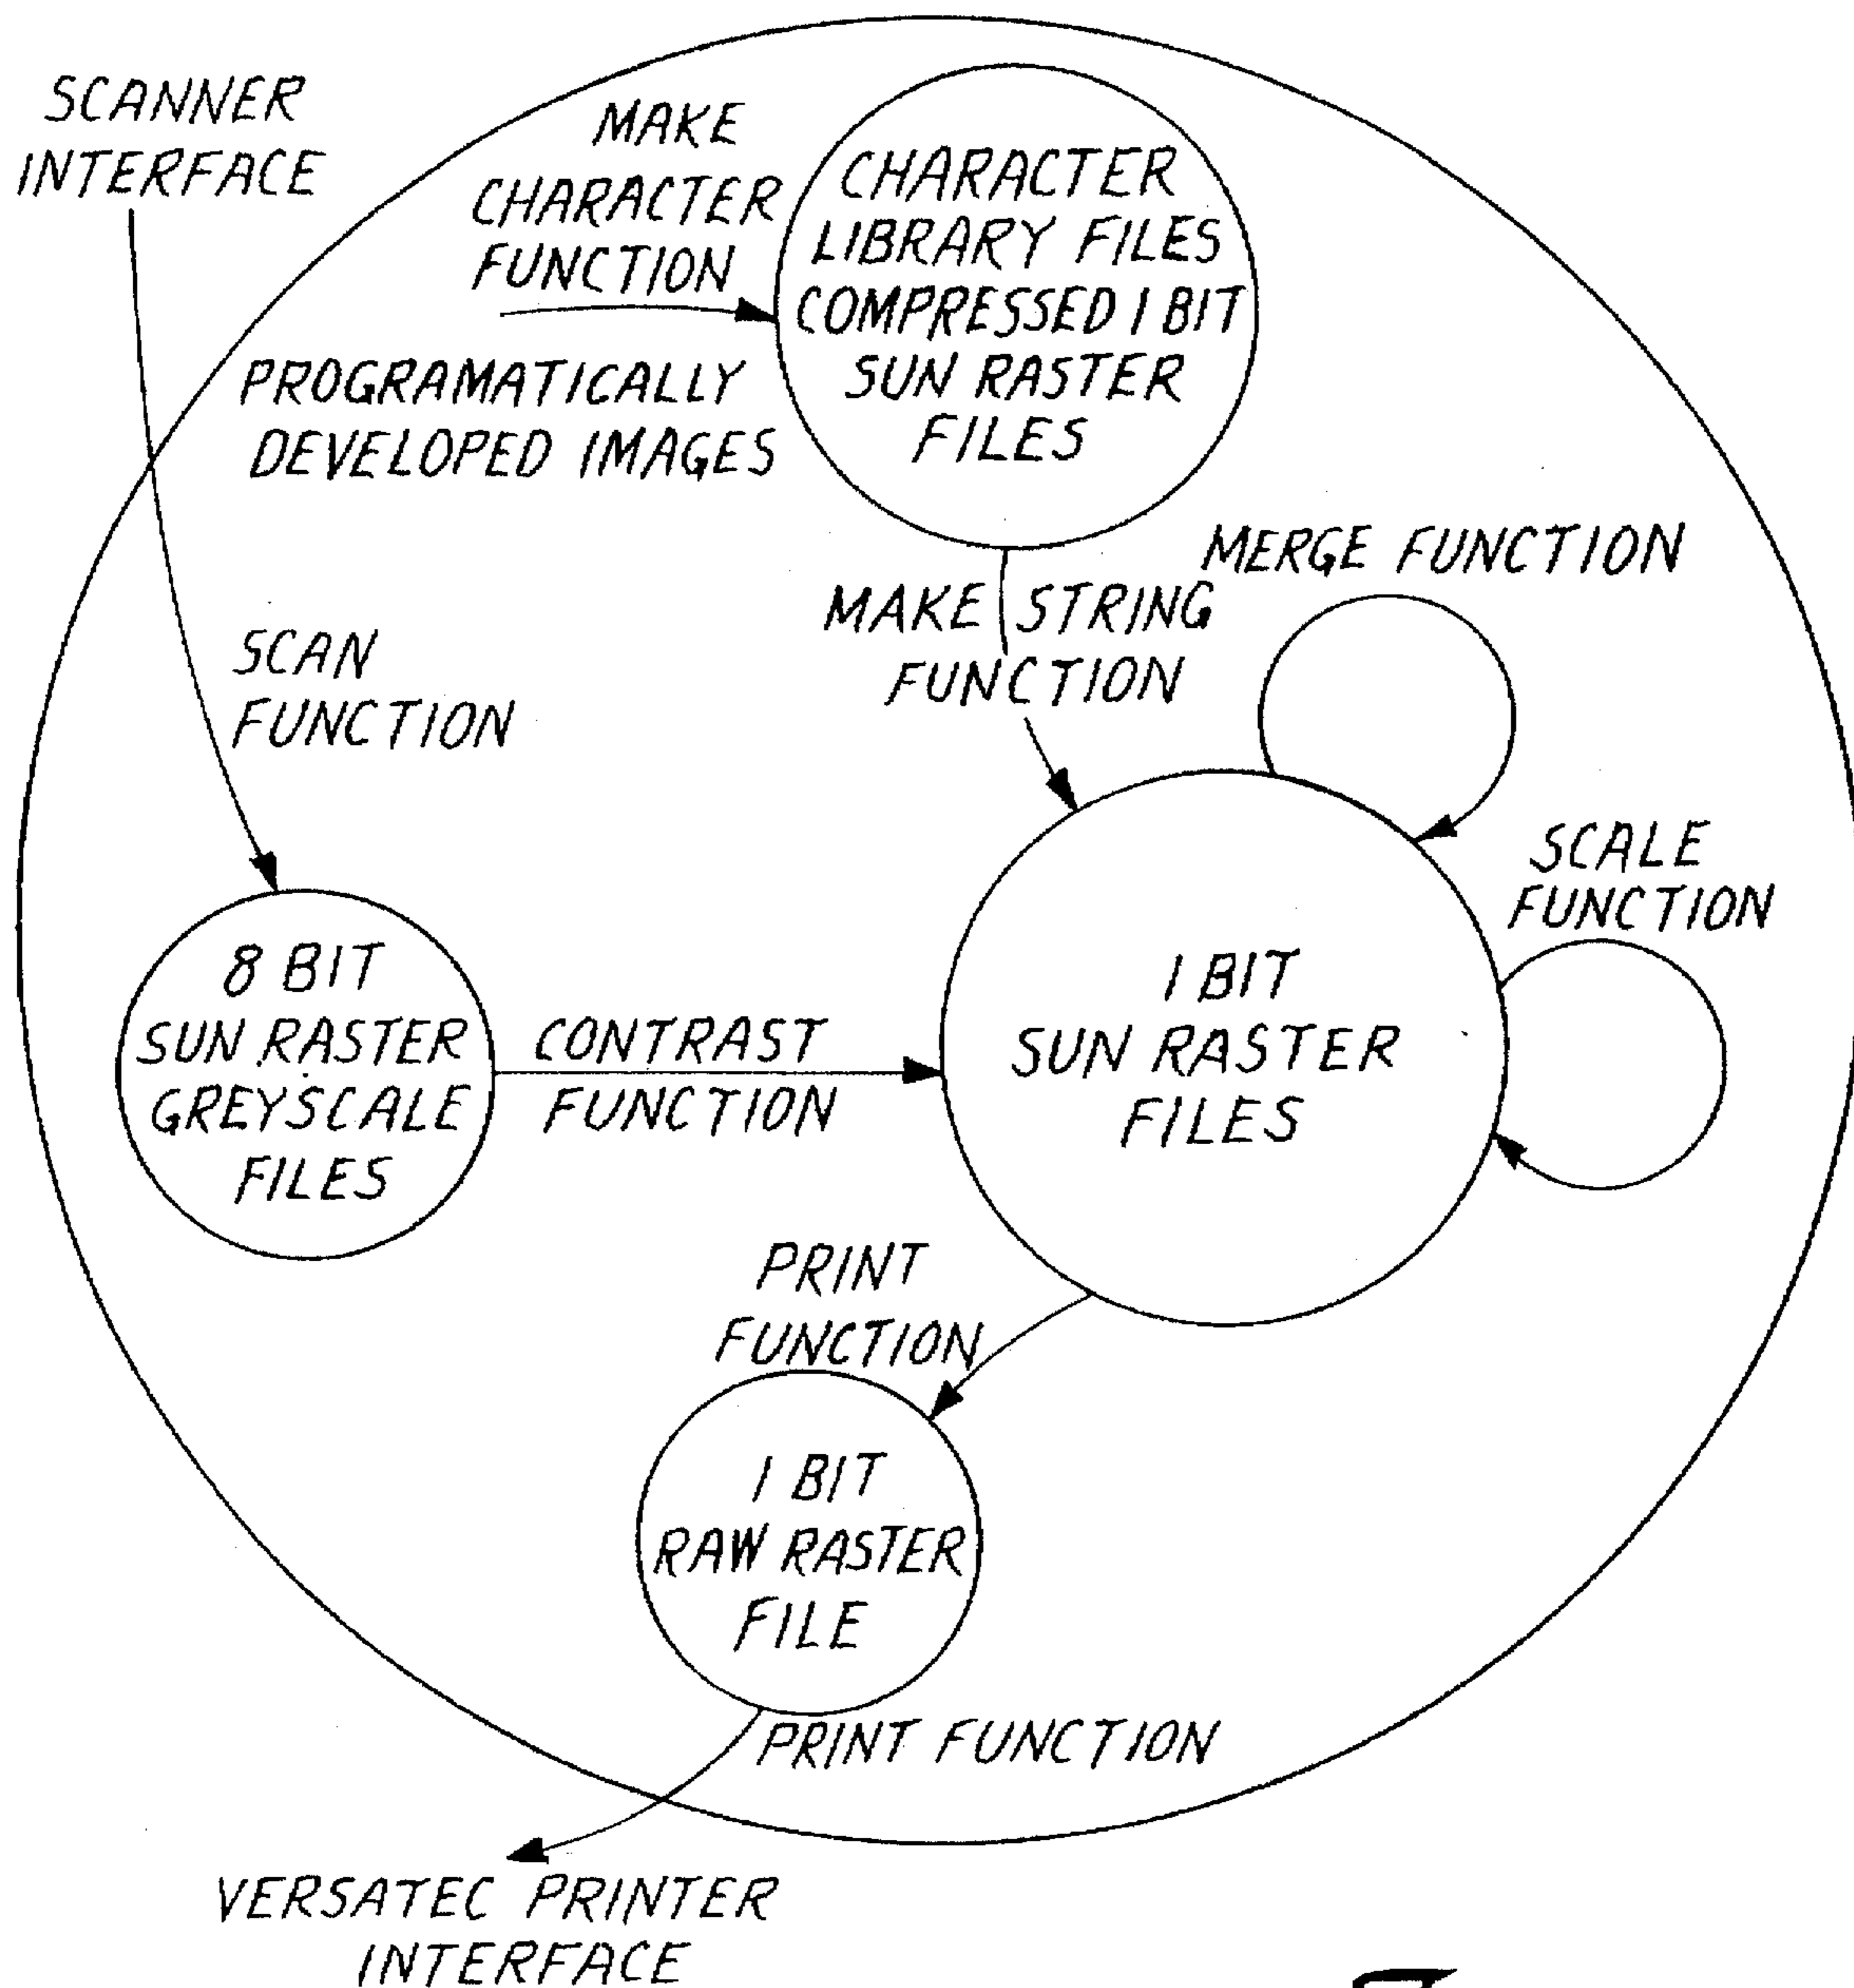 SCANNER
INTERFACE
MAKE
CHARACTER
FUNCTION
PROGRAMATICALLY
DEVELOPED IMAGES
CHARACTER
LIBRARY FILES
COMPRESSED 1 BIT
SUN RASTER
FILES
MERGE FUNCTION
MAKE STRING
FUNCTION
SCAN
FUNCTION
SCALE
FUNCTION
8 BIT
SUN RASTER
GREYSCALE
FILES
CONTRAST
FUNCTION
1 BIT
SUN RASTER
FILES
PRINT
FUNCTION
1 BIT
RAW RASTER
FILE
PRINT FUNCTION
VERSATEC PRINTER
INTERFACE